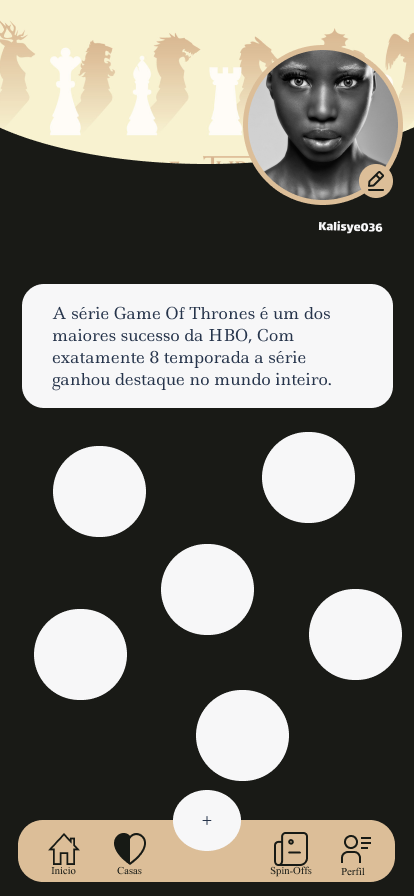 Kalisye036
A série Game Of Thrones é um dos
maiores sucesso da HBO, Com
exatamente 8 temporada a série
ganhou destaque no mundo inteiro.
+
Inicio
Casas
Spin-Offs
Perfil